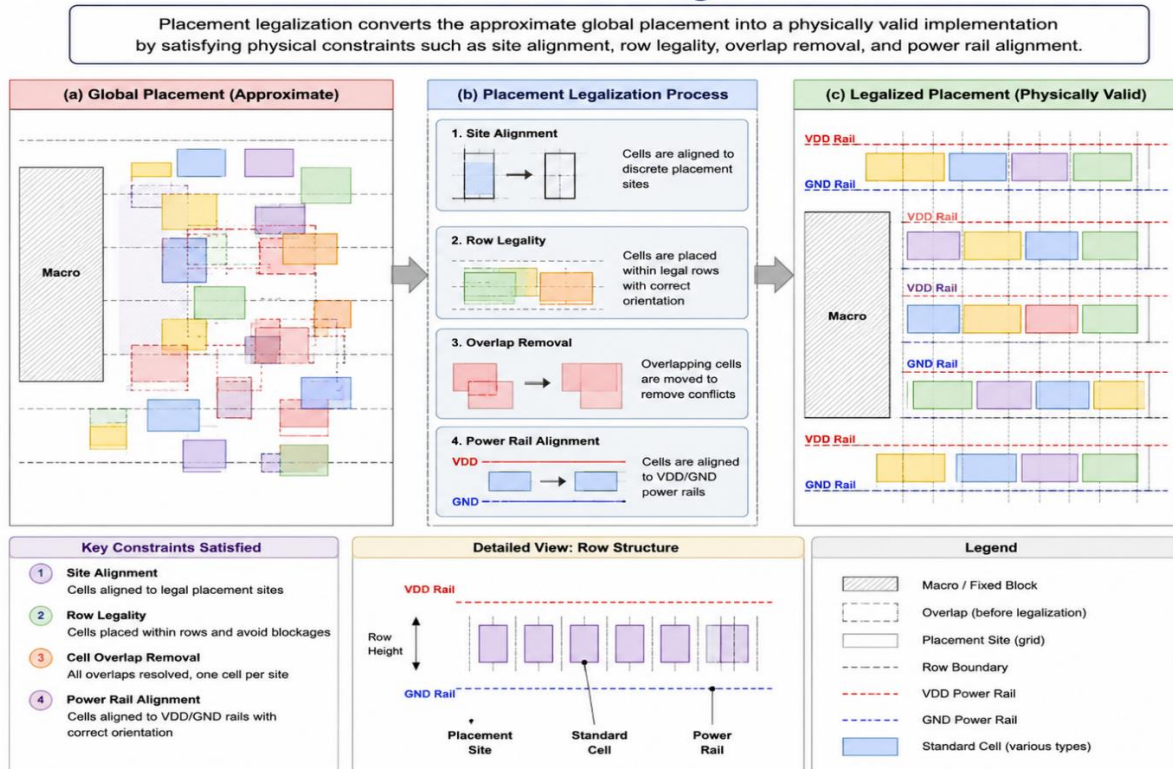 Placement legalization converts the approximate global placement into a physically valid implementation
by satisfying physical constraints such as site alignment, row legality, overlap removal, and power rail alignment.
(a) Global Placement (Approximate)
Macro
(b) Placement Legalization Process
1. Site Alignment
Cells are aligned to
discrete placement
sites
2. Row Legality
Cells are placed
within legal rows
with correct
orientation
3. Overlap Removal
Overlapping cells
are moved to
remove conflicts
4. Power Rail Alignment
VDD
GND
Cells are aligned
to VDD/GND
power rails
(c) Legalized Placement (Physically Valid)
VDD Rail
GND Rail
VDD Rail
VDD Rail
Macro
GND Rail
VDD Rail
GND Rail
Key Constraints Satisfied
1 Site Alignment
Cells aligned to legal placement sites
2 Row Legality
Cells placed within rows and avoid blockages
3 Cell Overlap Removal
All overlaps resolved, one cell per site
4 Power Rail Alignment
Cells aligned to VDD/GND rails with
correct orientation
Detailed View: Row Structure
VDD Rail
Row
Height
GND Rail
Placement
Site
Standard
Cell
Power
Rail
Legend
Macro / Fixed Block
Overlap (before legalization)
Placement Site (grid)
Row Boundary
VDD Power Rail
GND Power Rail
Standard Cell (various types)